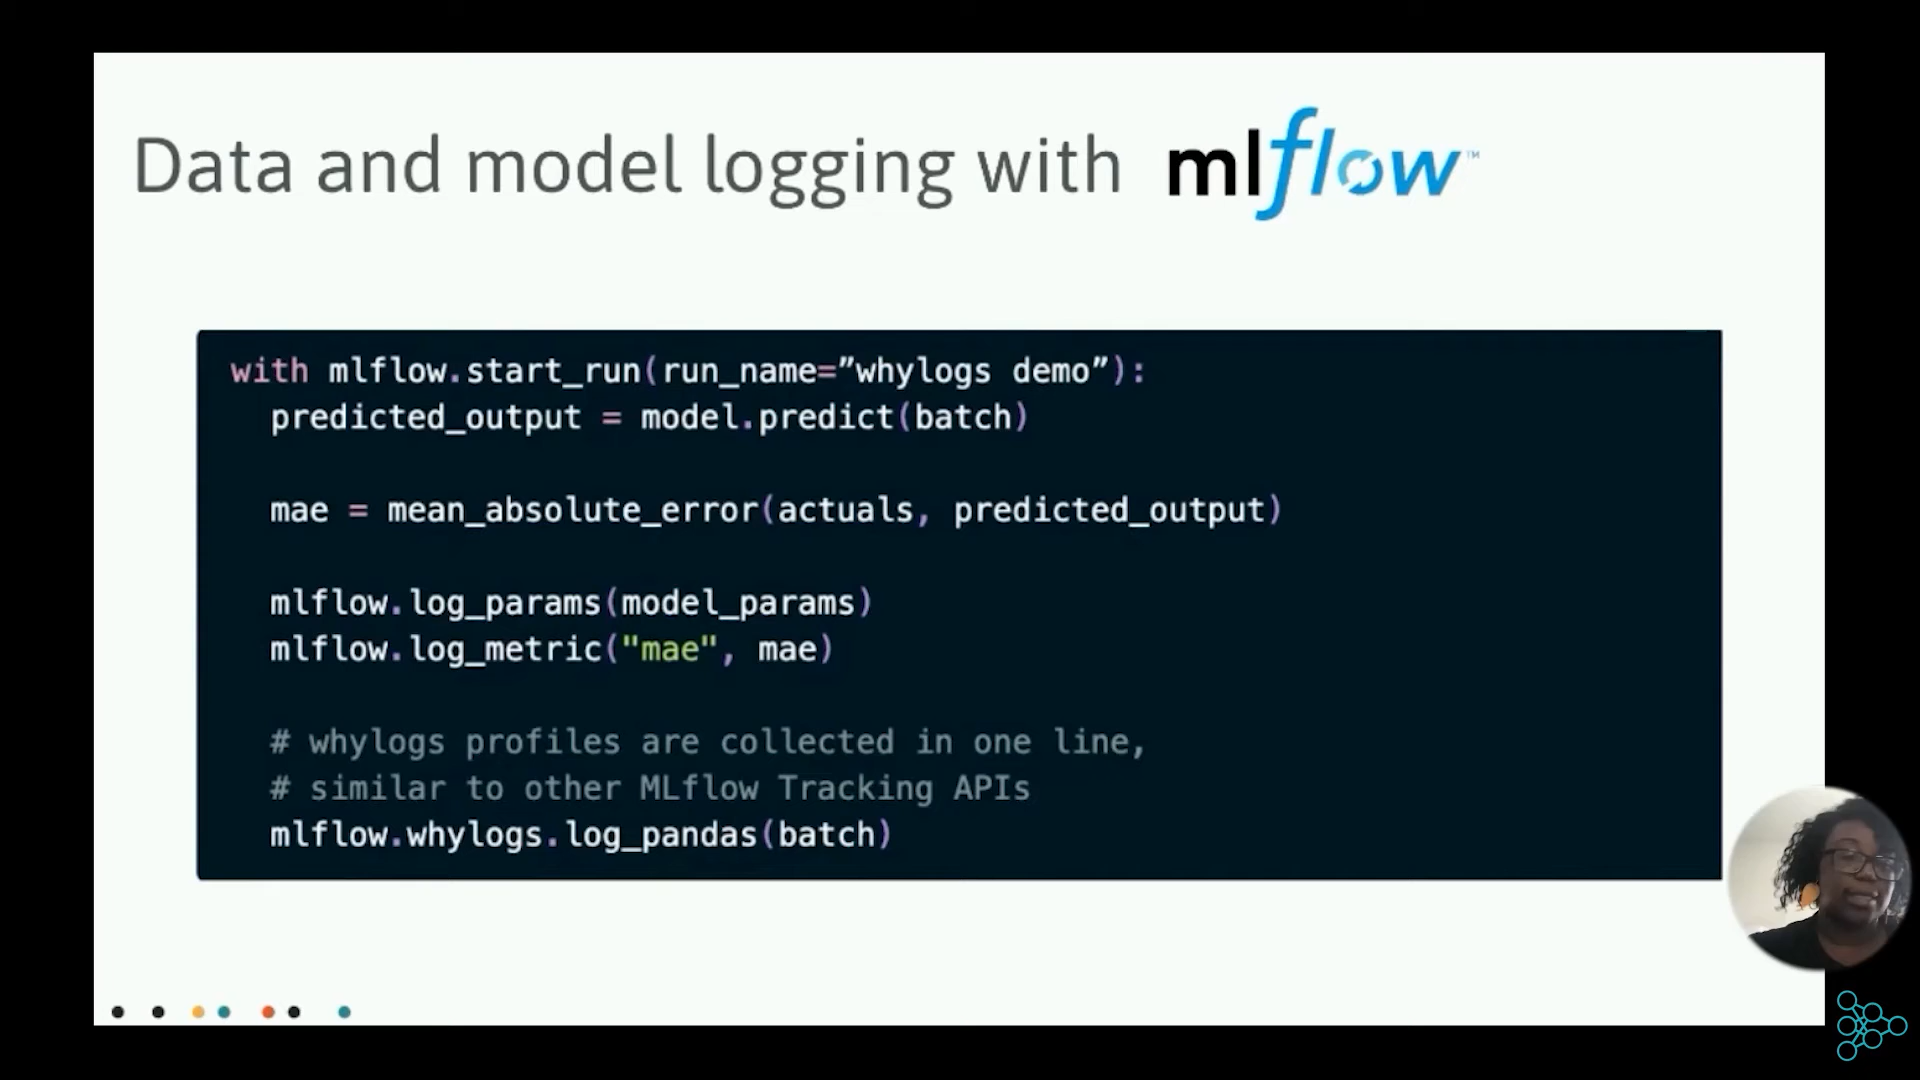 Data and model logging with mlflow™
with mlflow.start_run(run_name=”whylogs demo”):
predicted_output = model.predict(batch)
mae = mean_absolute_error(actuals, predicted_output)
mlflow.log_params(model_params)
mlflow.log_metric("mae", mae)
# whylogs profiles are collected in one line,
# similar to other MLflow Tracking APIs
mlflow.whylogs.log_pandas(batch)